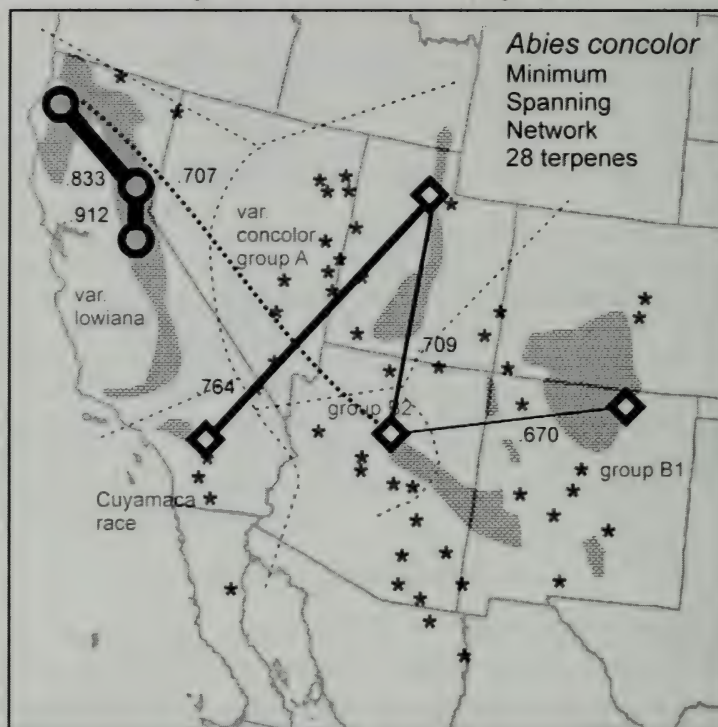 Abies concolor
Minimum
Spanning
Network
28 terpenes
.833
.707
.912
var.
concolor
group A
var.
lowiana
.709
.764
group B2
.670
group B1
Cuyamaca
race